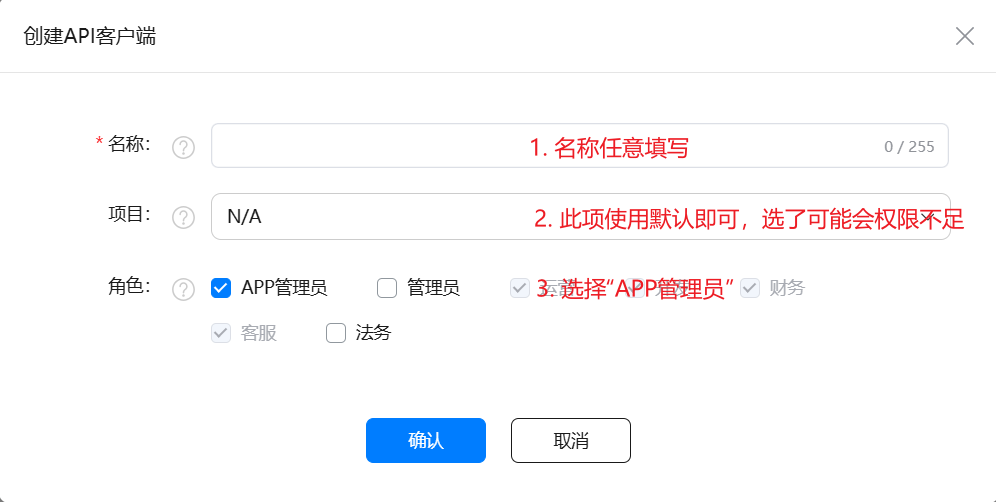 创建API客户端
* 名称： ? 1. 名称任意填写 0 / 255
项目： ? N/A 2. 此项使用默认即可，选了可能会权限不足
角色： ? APP管理员 管理员 3. 选择“APP管理员” 财务
客服 法务
确认 取消